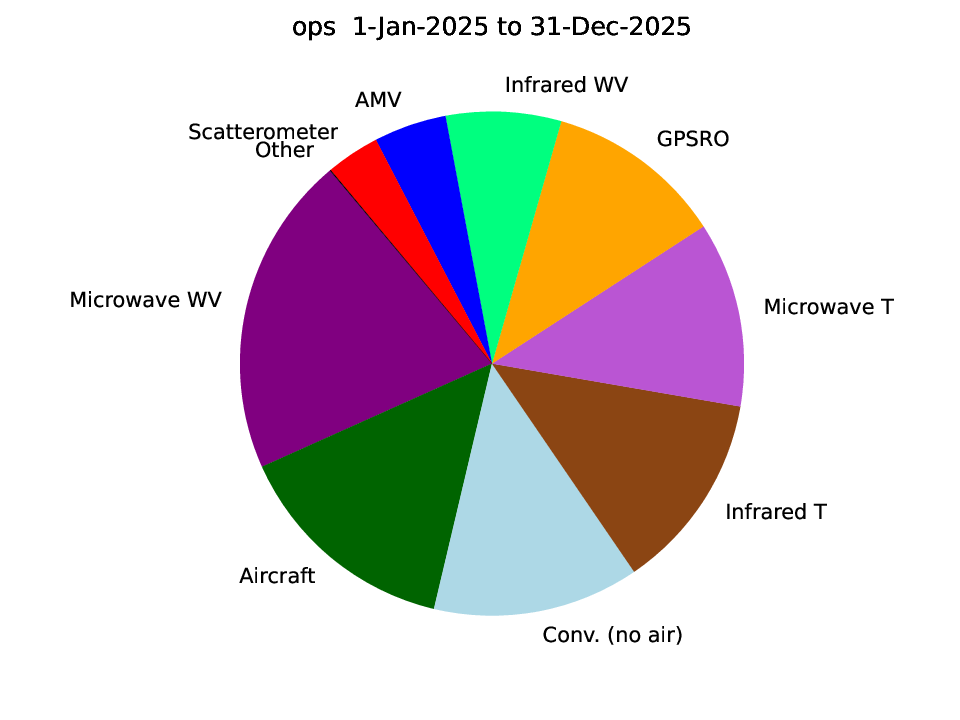 ops  1-Jan-2025 to 31-Dec-2025
Infrared WV
AMV
Scatterometer
GPSRO
Other
Microwave WV
Microwave T
Infrared T
Aircraft
Conv. (no air)